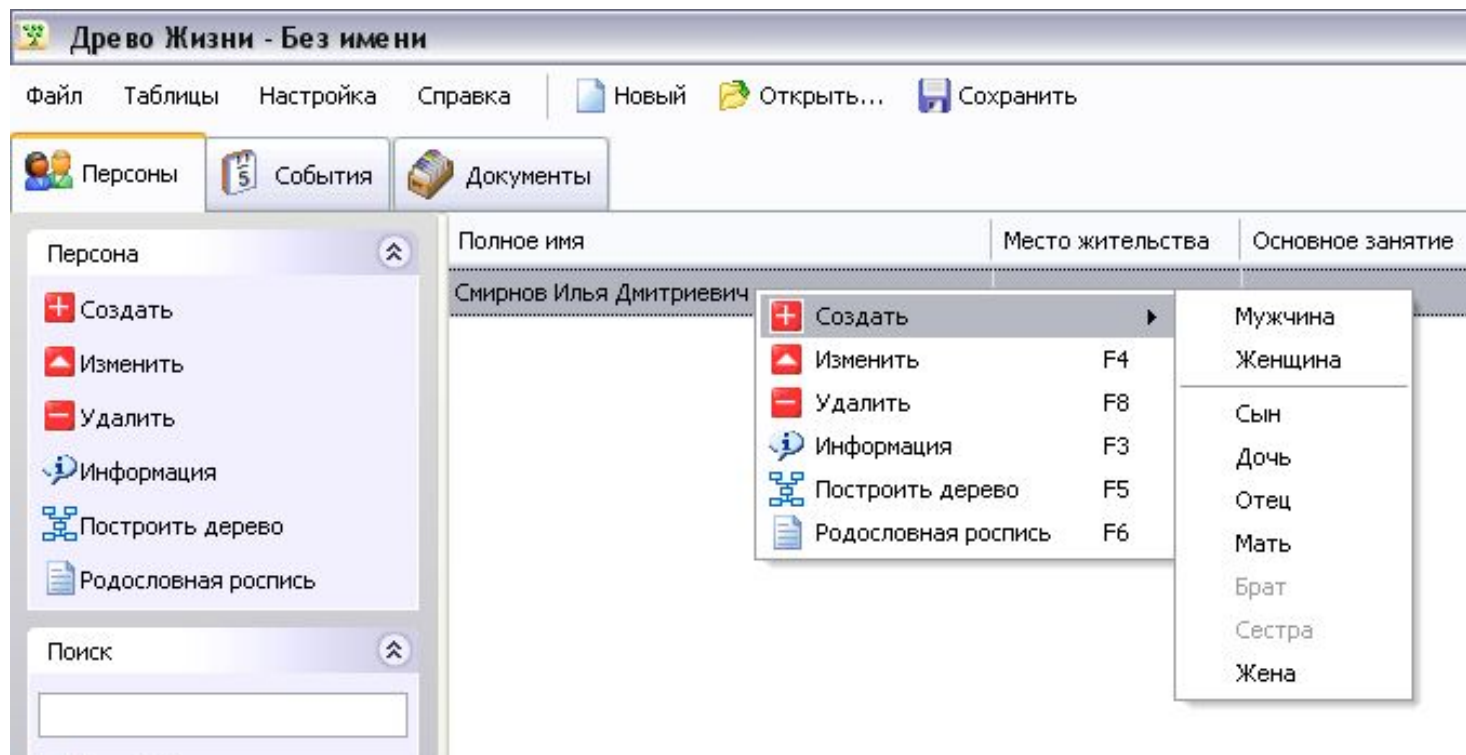 Древо Жизни - Без имени
Файл Таблицы Настройка Справка Новый Открыть... Сохранить
Персоны События 5 Документы
Персона
Создать
Изменить
Удалить
Информация
Построить дерево
Родословная роспись
Поиск
Полное имя Место жительства Основное занятие
Смирнов Илья Дмитриевич
Создать
Изменить F4
Удалить F8
Информация F3
Построить дерево F5
Родословная роспись F6
Мужчина
Женщина
Сын
Дочь
Отец
Мать
Брат
Сестра
Жена